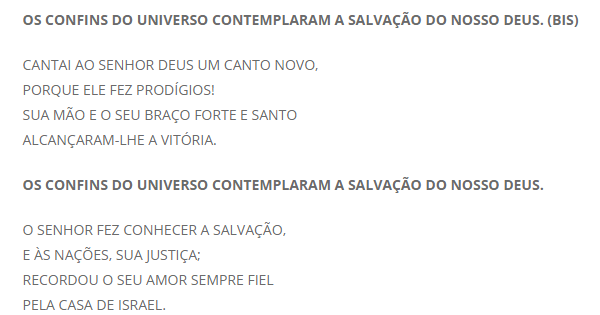 OS CONFINS DO UNIVERSO CONTEMPLARAM A SALVAÇÃO DO NOSSO DEUS. (BIS)
CANTAI AO SENHOR DEUS UM CANTO NOVO,
PORQUE ELE FEZ PRODÍGIOS!
SUA MÃO E O SEU BRAÇO FORTE E SANTO
ALCANÇARAM-LHE A VITÓRIA.
OS CONFINS DO UNIVERSO CONTEMPLARAM A SALVAÇÃO DO NOSSO DEUS.
O SENHOR FEZ CONHECER A SALVAÇÃO,
E ÀS NAÇÕES, SUA JUSTIÇA;
RECORDOU O SEU AMOR SEMPRE FIEL
PELA CASA DE ISRAEL.